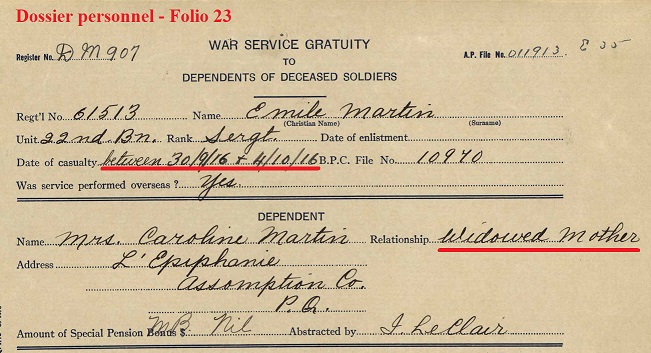 Dossier personnel - Folio 23
WAR SERVICE GRATUITY
Register No. DM907 TO A.P. File No. 011913. E 35
DEPENDENTS OF DECEASED SOLDIERS
Regt'l No. 61513 Name Emile Martin
(Christian Name) (Surname)
Unit 22nd Bn. Rank Sergt. Date of enlistment
Date of casualty between 30/9/16 + 4/10/16 B.P.C. File No. 10970
Was service performed overseas? Yes.
DEPENDENT
Name Mrs. Caroline Martin Relationship Widowed Mother
Address L'Epiphanie
Assomption Co.
P.Q.
Amount of Special Pension Bonus $ Nil Abstracted by J. LeClair